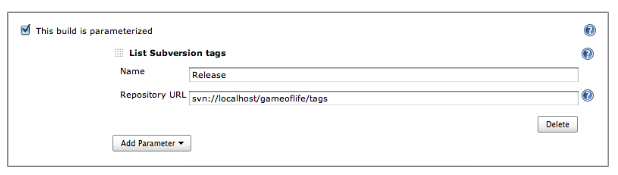 This build is parameterized
List Subversion tags
Name Release
Repository URL svn://localhost/gameoflife/tags
Delete
Add Parameter